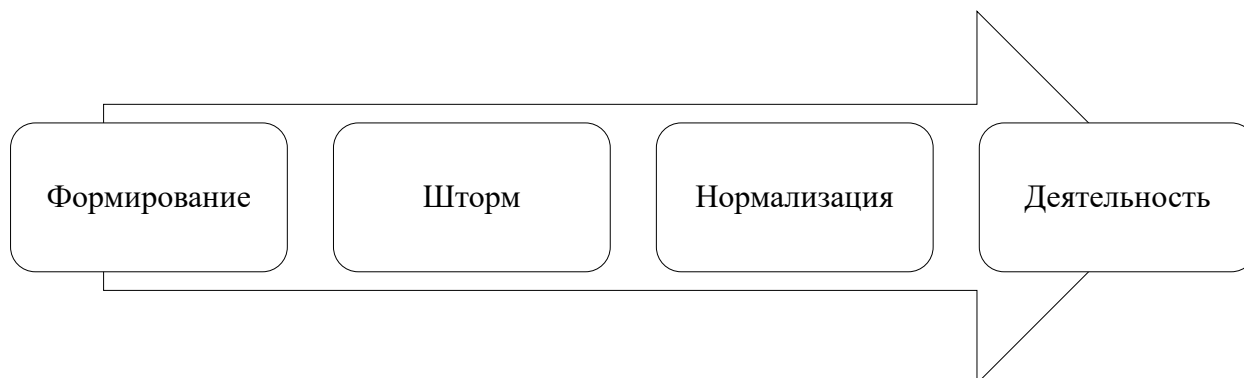 Формирование
Шторм
Нормализация
Деятельность